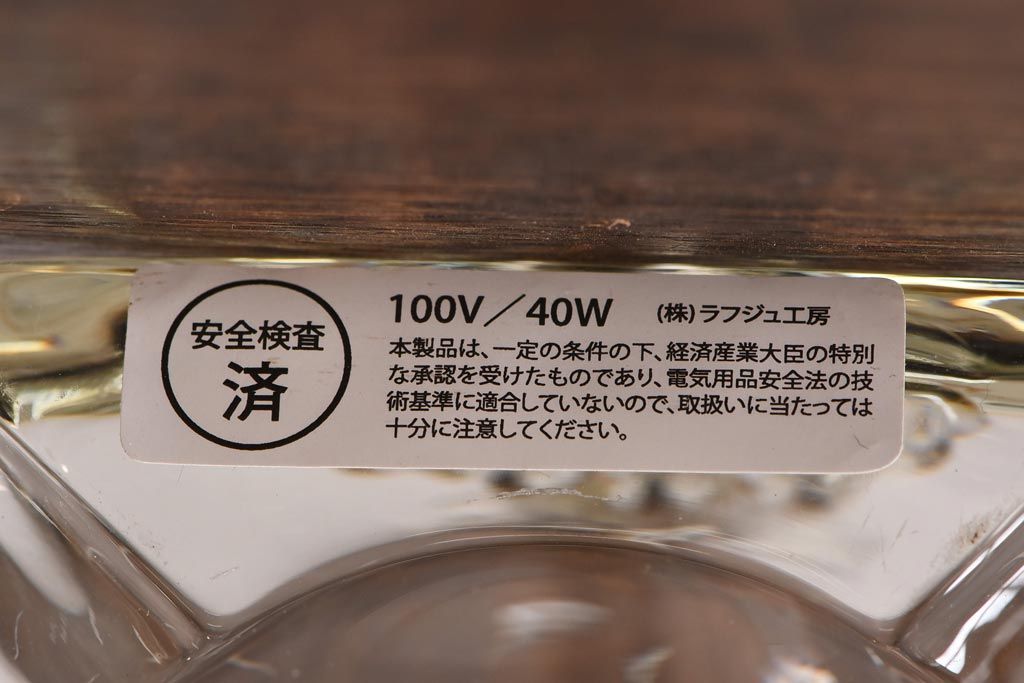 安全検査
済
100V／40W (株)ラフジュ工房
本製品は、一定の条件の下、経済産業大臣の特別
な承認を受けたものであり、電気用品安全法の技
術基準に適合していないので、取扱いに当たっては
十分に注意してください。